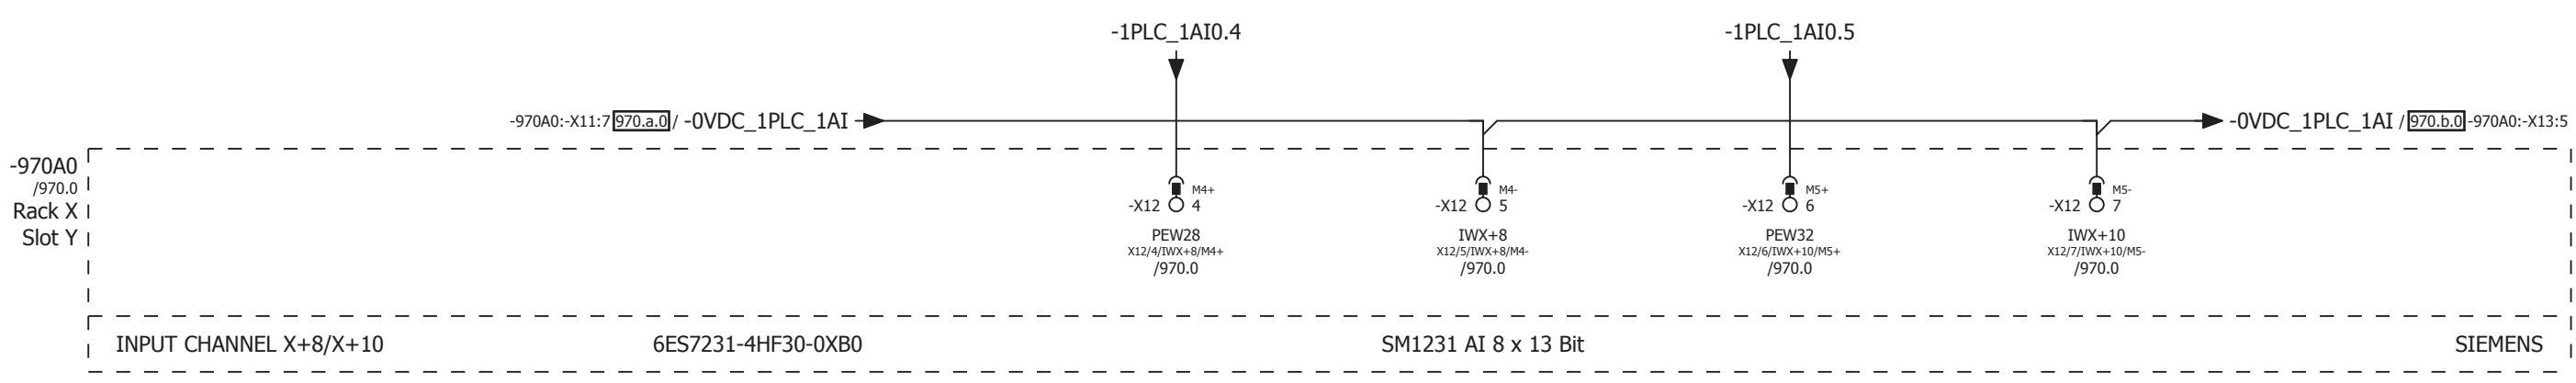 -1PLC_1AI0.4 -1PLC_1AI0.5
-970A0:-X11:7 970.a.0 / -0VDC_1PLC_1AI -0VDC_1PLC_1AI / 970.b.0 -970A0:-X13:5
-970A0
/970.0
Rack X
Slot Y
M4+ M4- M5+ M5-
-X12 4 -X12 5 -X12 6 -X12 7
PEW28 IWX+8 PEW32 IWX+10
X12/4/IWX+8/M4+ X12/5/IWX+8/M4- X12/6/IWX+10/M5+ X12/7/IWX+10/M5-
/970.0 /970.0 /970.0 /970.0
INPUT CHANNEL X+8/X+10 6ES7231-4HF30-0XB0 SM1231 AI 8 x 13 Bit SIEMENS